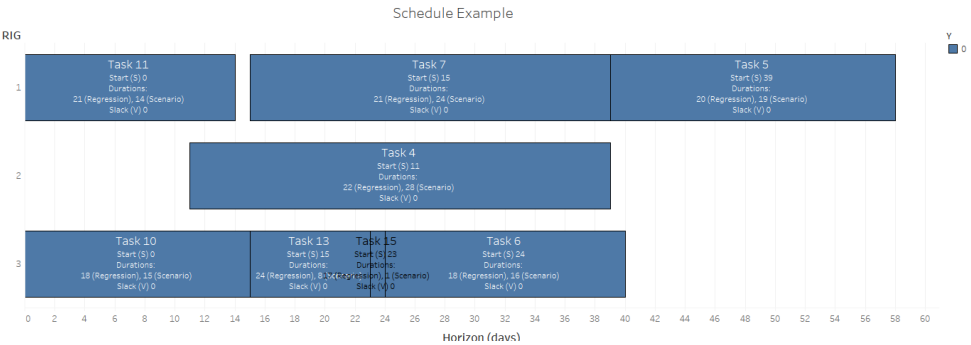 Schedule Example
RIG
Y
0
1
Task 11
Start (S) 0
Durations:
21 (Regression), 14 (Scenario)
Slack (V) 0
Task 7
Start (S) 15
Durations:
21 (Regression), 24 (Scenario)
Slack (V) 0
Task 5
Start (S) 39
Durations:
20 (Regression), 19 (Scenario)
Slack (V) 0
2
Task 4
Start (S) 11
Durations:
22 (Regression), 28 (Scenario)
Slack (V) 0
3
Task 10
Start (S) 0
Durations:
18 (Regression), 15 (Scenario)
Slack (V) 0
Task 13
Start (S) 15
Durations:
24 (Regression), 8
Slack (V) 0
Task 15
Start (S) 23
Durations:
(Regression), 1 (Scenario)
Slack (V) 0
Task 6
Start (S) 24
Durations:
18 (Regression), 16 (Scenario)
Slack (V) 0
0 2 4 6 8 10 12 14 16 18 20 22 24 26 28 30 32 34 36 38 40 42 44 46 48 50 52 54 56 58 60
Horizon (days)